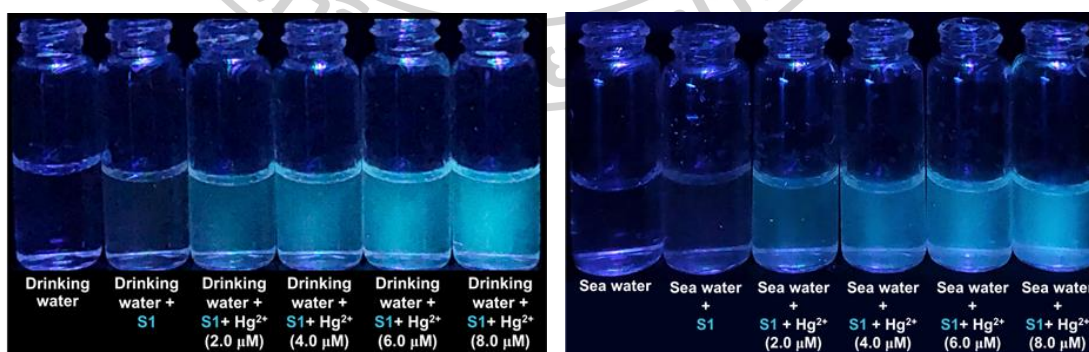 Drinking
water
Drinking
water +
S1
Drinking
water +
S1+ Hg²⁺
(2.0 μM)
Drinking
water +
S1+ Hg²⁺
(4.0 μM)
Drinking
water +
S1+ Hg²⁺
(6.0 μM)
Drinking
water +
S1+ Hg²⁺
(8.0 μM)
Sea water
Sea water
+
S1
Sea water
+
S1 + Hg²⁺
(2.0 μM)
Sea water
+
S1 + Hg²⁺
(4.0 μM)
Sea water
+
S1 + Hg²⁺
(6.0 μM)
Sea water
+
S1 + Hg²⁺
(8.0 μM)